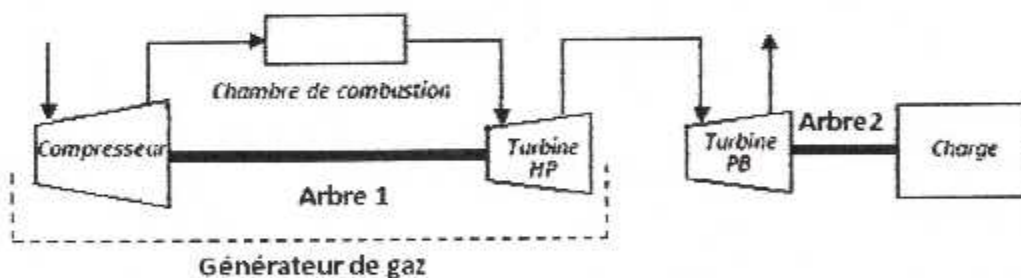 Chambre de combustion
Compresseur
Turbine
HP
Turbine
PB
Arbre 2
Charge
Arbre 1
Générateur de gaz